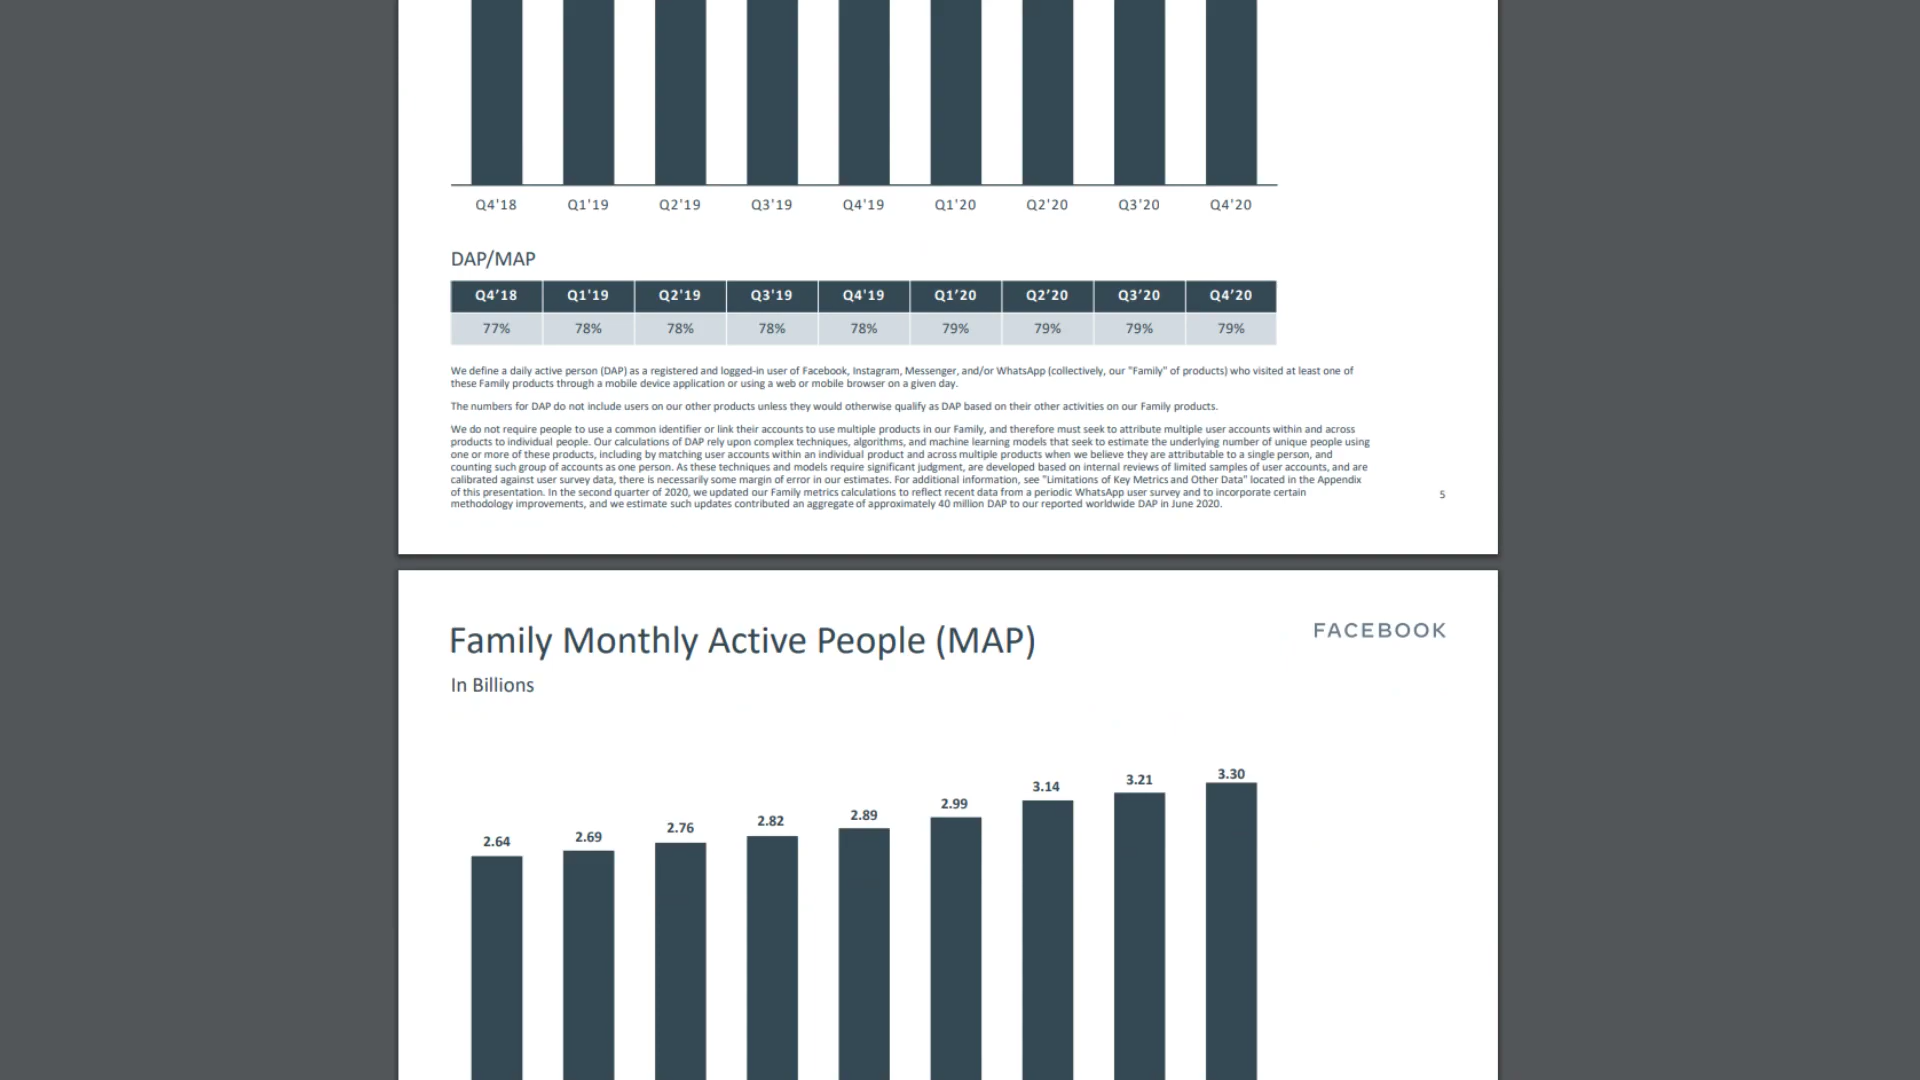 Q4'18 Q1'19 Q2'19 Q3'19 Q4'19 Q1'20 Q2'20 Q3'20 Q4'20
DAP/MAP
Q4’18 Q1'19 Q2'19 Q3'19 Q4'19 Q1’20 Q2’20 Q3’20 Q4’20
77% 78% 78% 78% 78% 79% 79% 79% 79%
We define a daily active person (DAP) as a registered and logged-in user of Facebook, Instagram, Messenger, and/or WhatsApp (collectively, our "Family" of products) who visited at least one of
these Family products through a mobile device application or using a web or mobile browser on a given day.
The numbers for DAP do not include users on our other products unless they would otherwise qualify as DAP based on their other activities on our Family products.
We do not require people to use a common identifier or link their accounts to use multiple products in our Family, and therefore must seek to attribute multiple user accounts within and across
products to individual people. Our calculations of DAP rely upon complex techniques, algorithms, and machine learning models that seek to estimate the underlying number of unique people using
one or more of these products, including by matching user accounts within an individual product and across multiple products when we believe they are attributable to a single person, and
counting such group of accounts as one person. As these techniques and models require significant judgment, are developed based on internal reviews of limited samples of user accounts, and are
calibrated against user survey data, there is necessarily some margin of error in our estimates. For additional information, see "Limitations of Key Metrics and Other Data" located in the Appendix
of this presentation. In the second quarter of 2020, we updated our Family metrics calculations to reflect recent data from a periodic WhatsApp user survey and to incorporate certain
methodology improvements, and we estimate such updates contributed an aggregate of approximately 40 million DAP to our reported worldwide DAP in June 2020.
5
Family Monthly Active People (MAP)
FACEBOOK
In Billions
2.64 2.69 2.76 2.82 2.89 2.99 3.14 3.21 3.30